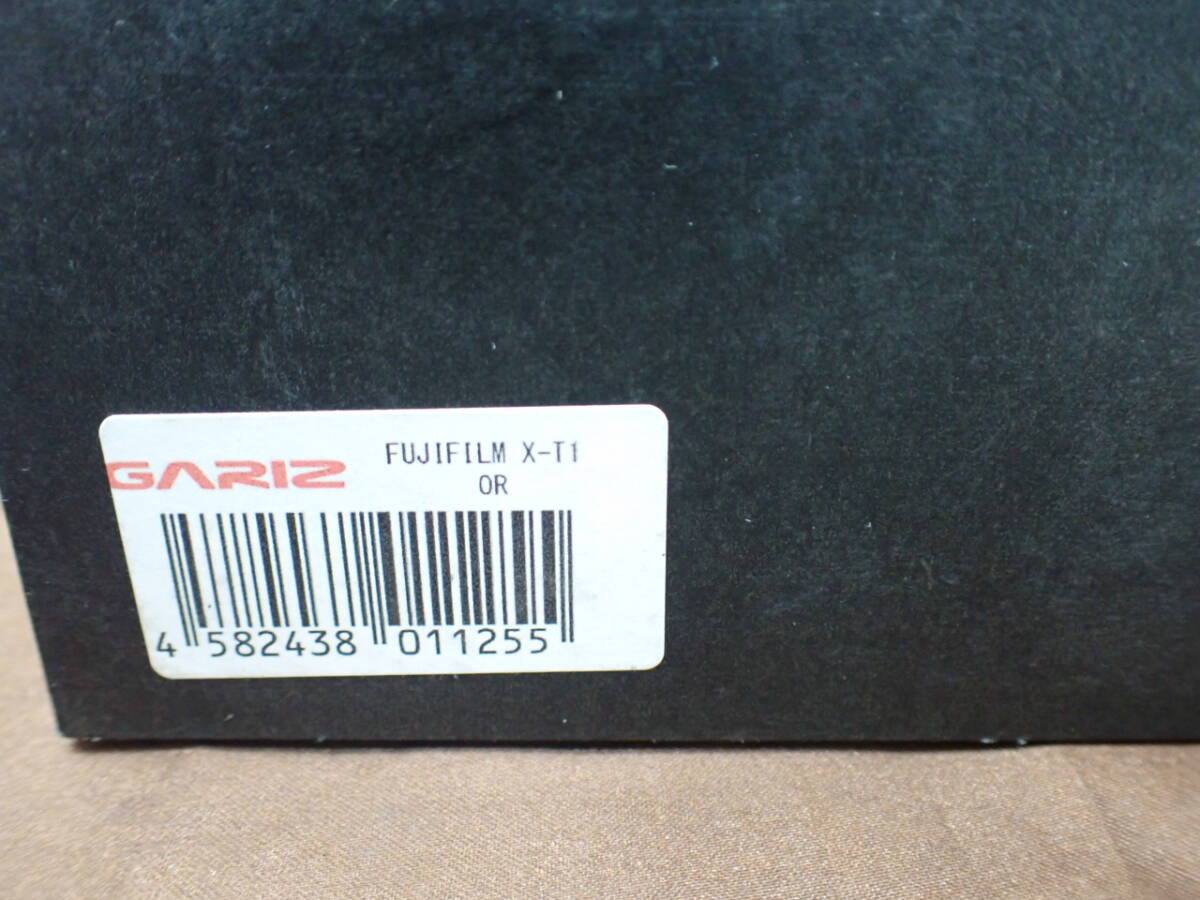 GARIZ
FUJIFILM X-T1
OR
4 582438 011255